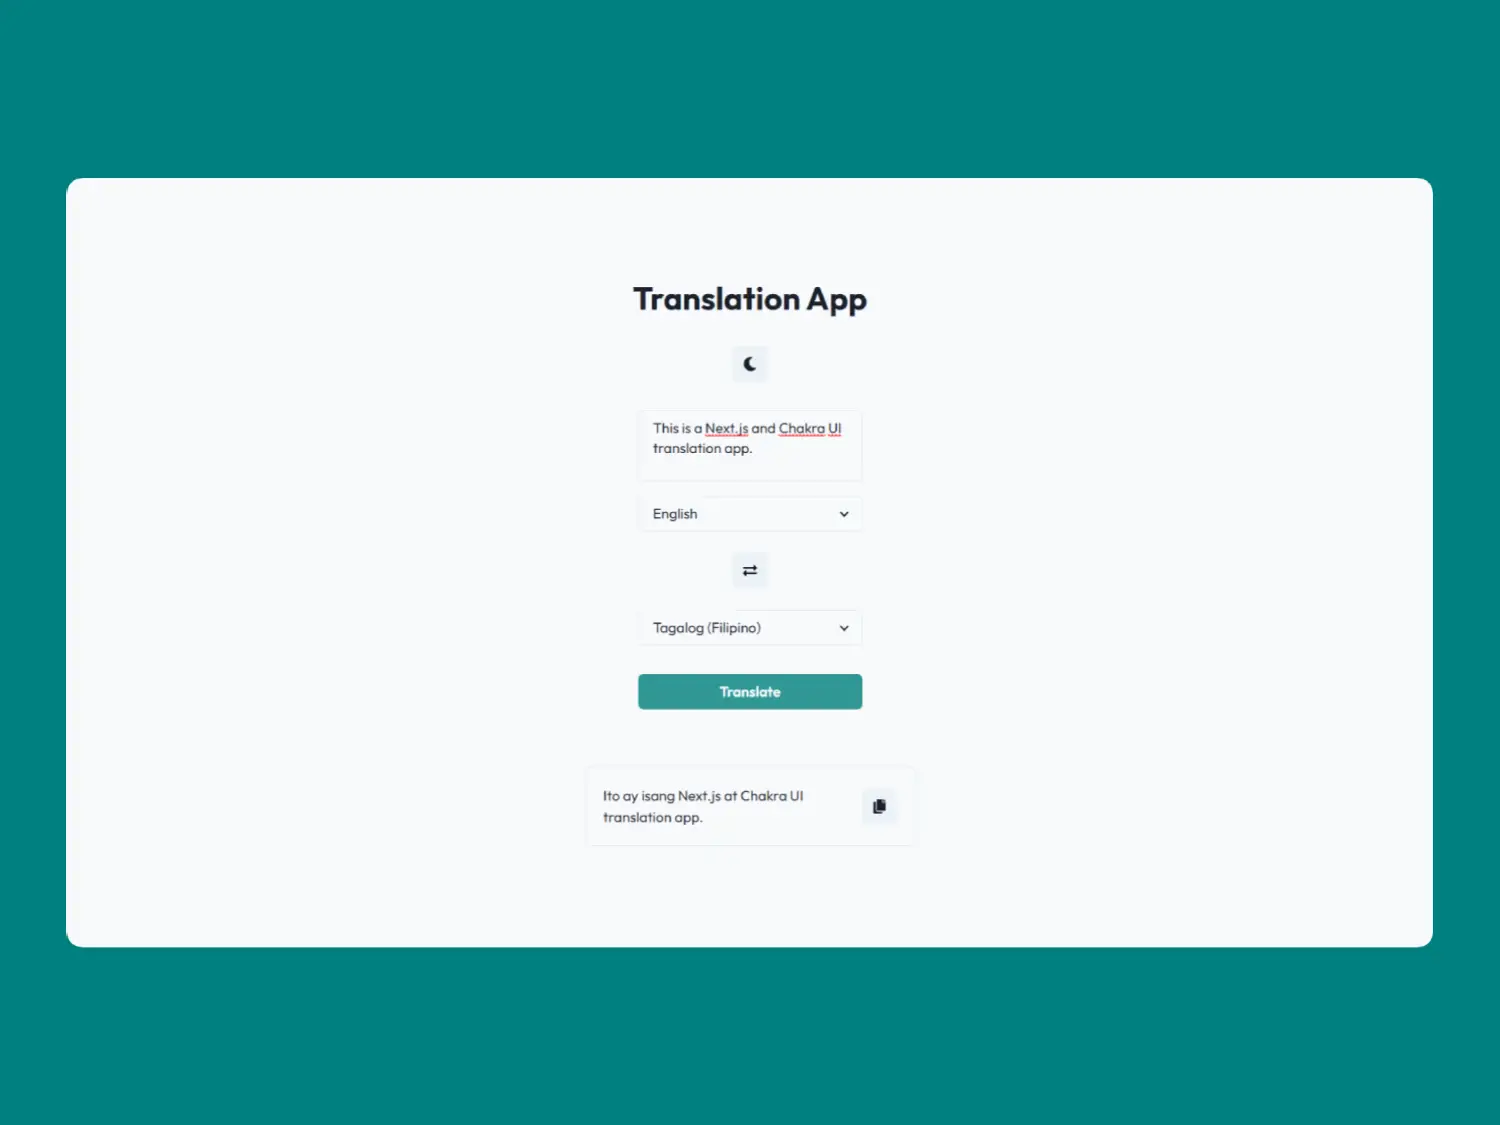 Translation App
This is a Next.js and Chakra UI
translation app.
English
Tagalog (Filipino)
Translate
Ito ay isang Next.js at Chakra UI
translation app.